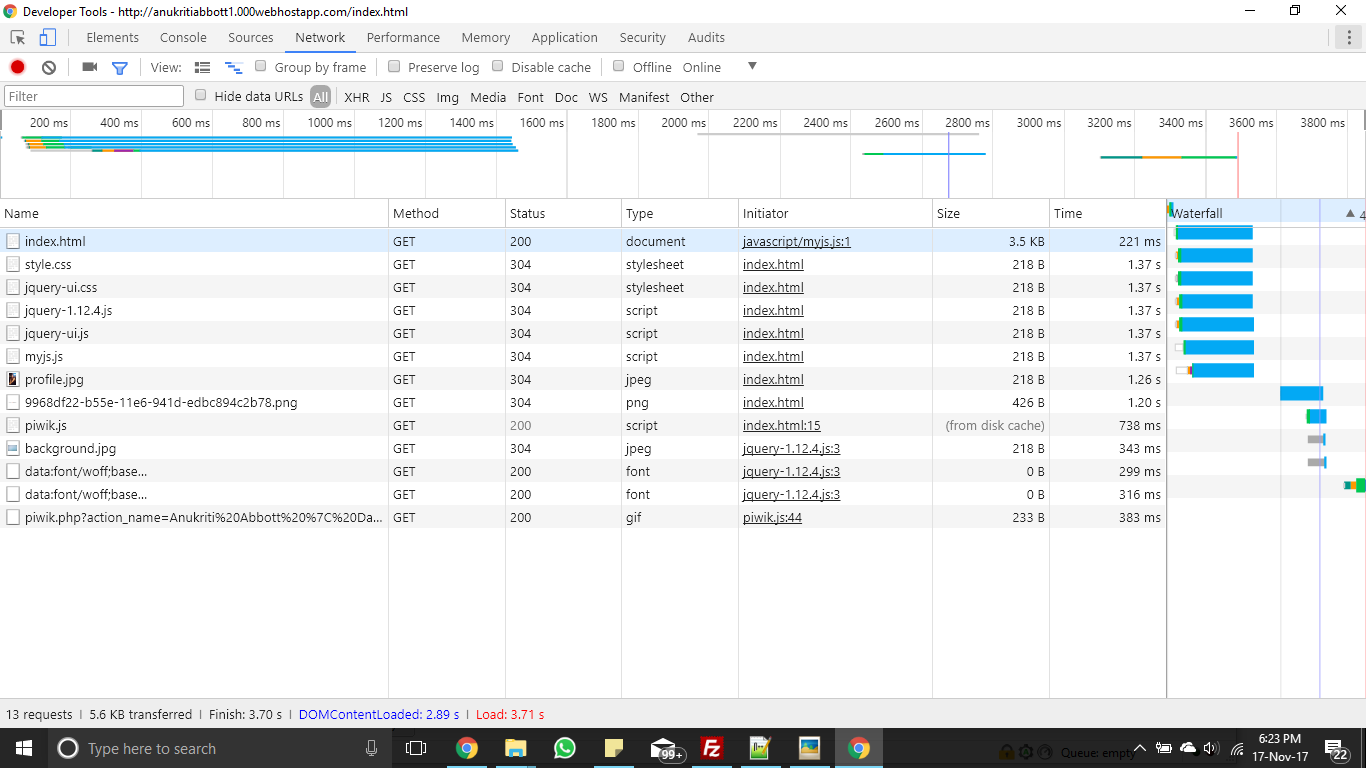 Developer Tools - http://anukritiabbott1.000webhostapp.com/index.html
Elements Console Sources Network Performance Memory Application Security Audits
View: Group by frame Preserve log Disable cache Offline Online
Filter Hide data URLs All XHR JS CSS Img Media Font Doc WS Manifest Other
200 ms 400 ms 600 ms 800 ms 1000 ms 1200 ms 1400 ms 1600 ms 1800 ms 2000 ms 2200 ms 2400 ms 2600 ms 2800 ms 3000 ms 3200 ms 3400 ms 3600 ms 3800 ms
Name Method Status Type Initiator Size Time Waterfall 4
index.html GET 200 document javascript/myjs.js:1 3.5 KB 221 ms
style.css GET 304 stylesheet index.html 218 B 1.37 s
jquery-ui.css GET 304 stylesheet index.html 218 B 1.37 s
jquery-1.12.4.js GET 304 script index.html 218 B 1.37 s
jquery-ui.js GET 304 script index.html 218 B 1.37 s
myjs.js GET 304 script index.html 218 B 1.37 s
profile.jpg GET 304 jpeg index.html 218 B 1.26 s
9968df22-b55e-11e6-941d-edbc894c2b78.png GET 304 png index.html 426 B 1.20 s
piwik.js GET 200 script index.html:15 (from disk cache) 738 ms
background.jpg GET 304 jpeg jquery-1.12.4.js:3 218 B 343 ms
data:font/woff;base... GET 200 font jquery-1.12.4.js:3 0 B 299 ms
data:font/woff;base... GET 200 font jquery-1.12.4.js:3 0 B 316 ms
piwik.php?action_name=Anukriti%20Abbott%20%7C%20Da... GET 200 gif piwik.js:44 233 B 383 ms
13 requests | 5.6 KB transferred | Finish: 3.70 s | DOMContentLoaded: 2.89 s | Load: 3.71 s
Type here to search 99+ Fz Queue: empty 6:23 PM
17-Nov-17 22